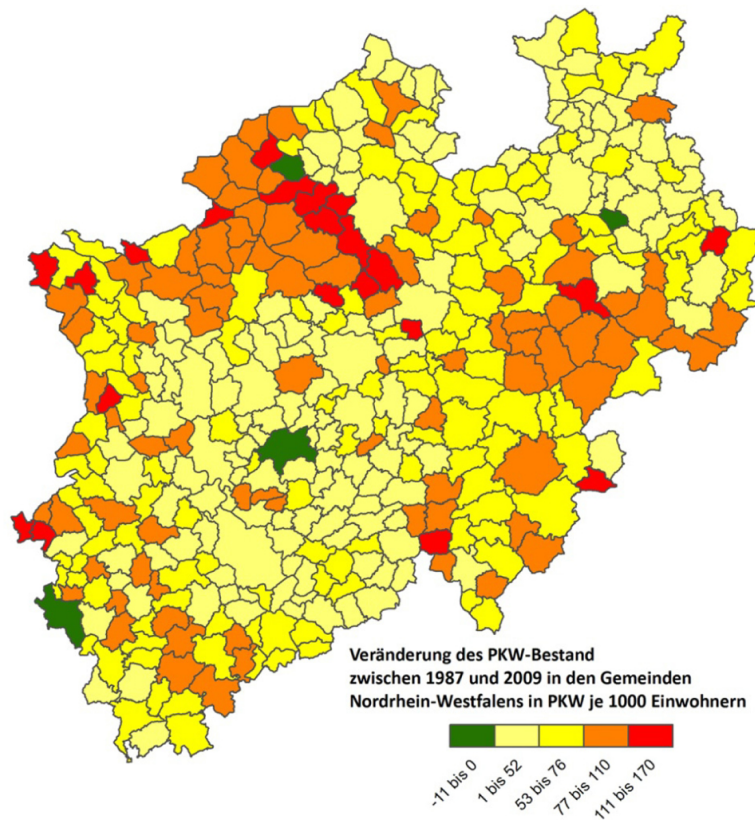 Veränderung des PKW-Bestand
zwischen 1987 und 2009 in den Gemeinden
Nordrhein-Westfalens in PKW je 1000 Einwohnern
-11 bis 0
1 bis 52
53 bis 76
77 bis 110
111 bis 170